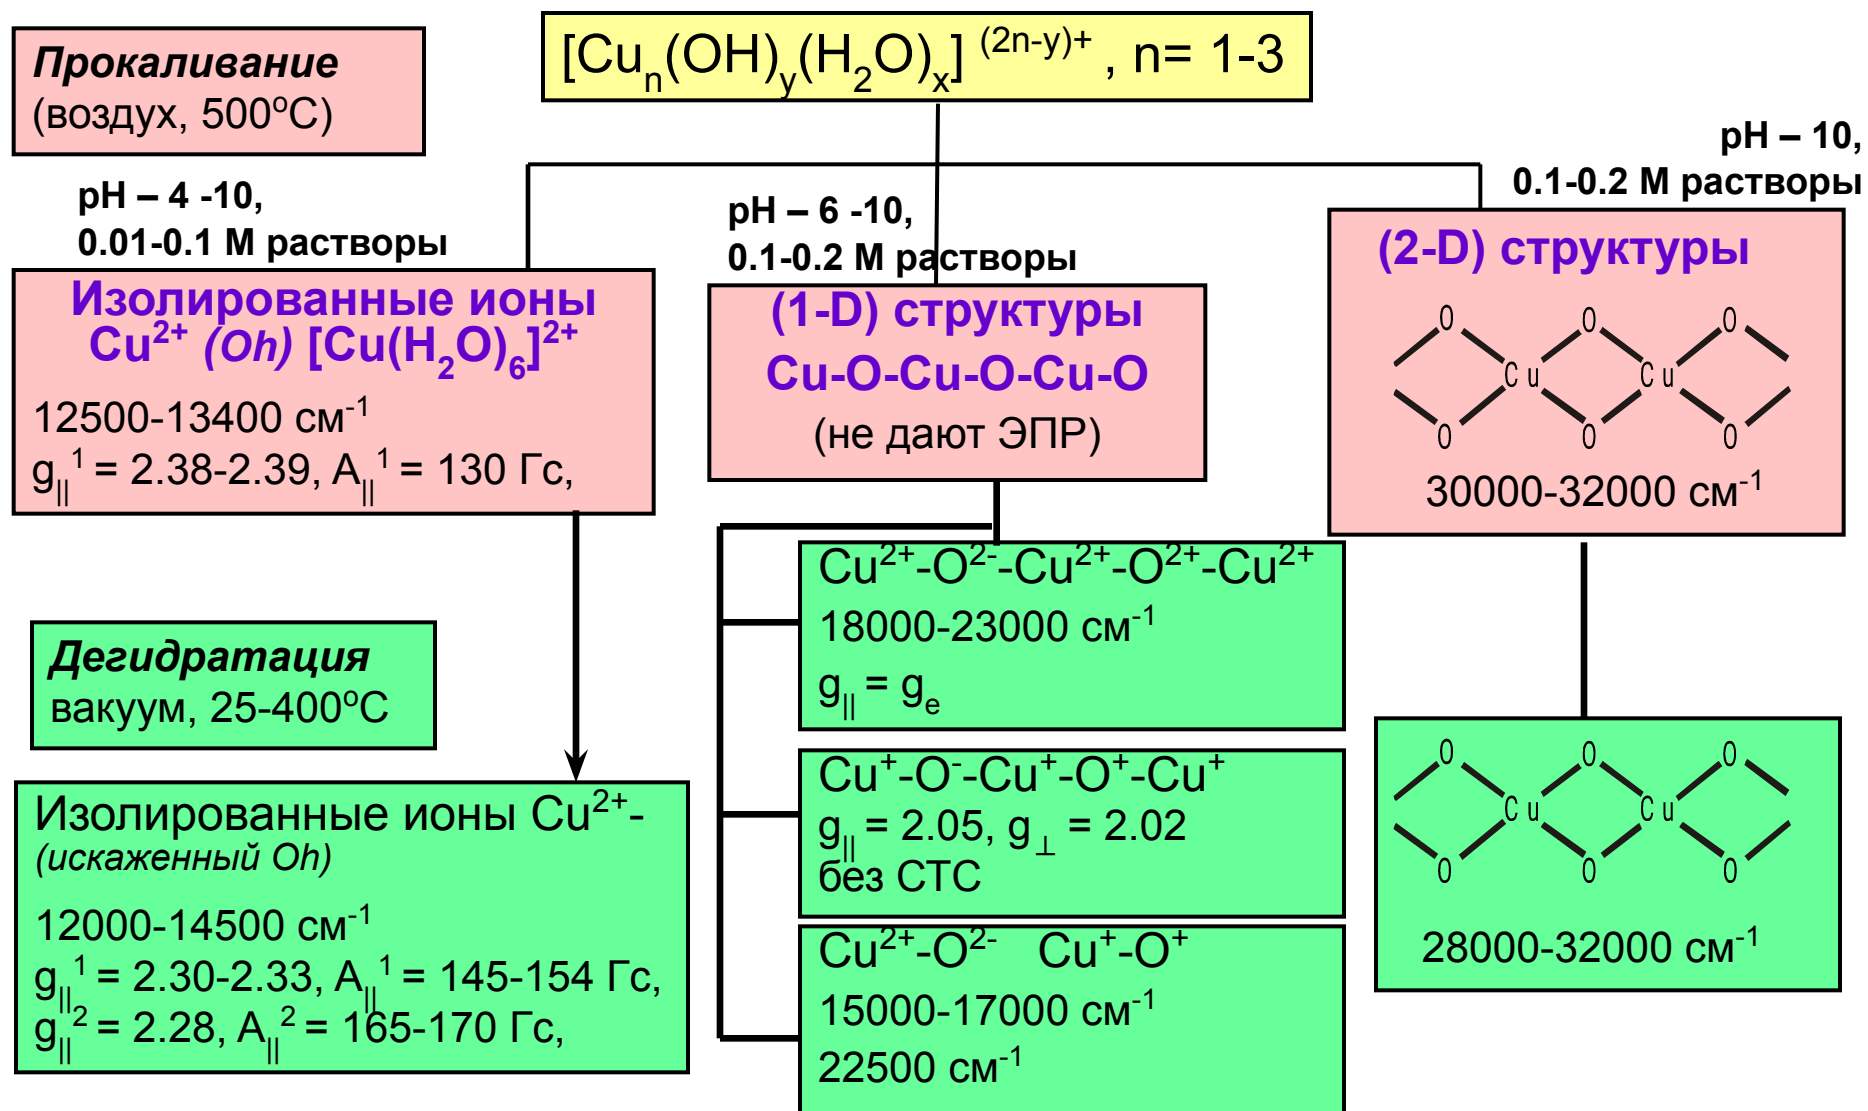 Прокаливание
(воздух, 500°C)
[Cuₙ(OH)y(H₂O)ₓ] ⁽²ⁿ⁻ʸ⁾⁺ , n= 1-3
pH – 4 -10,
0.01-0.1 М растворы
pH – 6 -10,
0.1-0.2 М растворы
pH – 10,
0.1-0.2 М растворы
Изолированные ионы
Cu²⁺ (Oh) [Cu(H₂O)₆]²⁺
12500-13400 см⁻¹
g||¹ = 2.38-2.39, A||¹ = 130 Гс,
(1-D) структуры
Cu-O-Cu-O-Cu-O
(не дают ЭПР)
(2-D) структуры
O O O
Cu Cu
O O O
30000-32000 см⁻¹
Дегидратация
вакуум, 25-400°C
Изолированные ионы Cu²⁺-
(искаженный Oh)
12000-14500 см⁻¹
g||¹ = 2.30-2.33, A||¹ = 145-154 Гс,
g||² = 2.28, A||² = 165-170 Гс,
Cu²⁺-O²⁻-Cu²⁺-O²⁺-Cu²⁺
18000-23000 см⁻¹
g|| = gₑ
Cu⁺-O⁻-Cu⁺-O⁺-Cu⁺
g|| = 2.05, g⊥ = 2.02
без СТС
Cu²⁺-O²⁻ Cu⁺-O⁺
15000-17000 см⁻¹
22500 см⁻¹
O O O
Cu Cu
O O O
28000-32000 см⁻¹